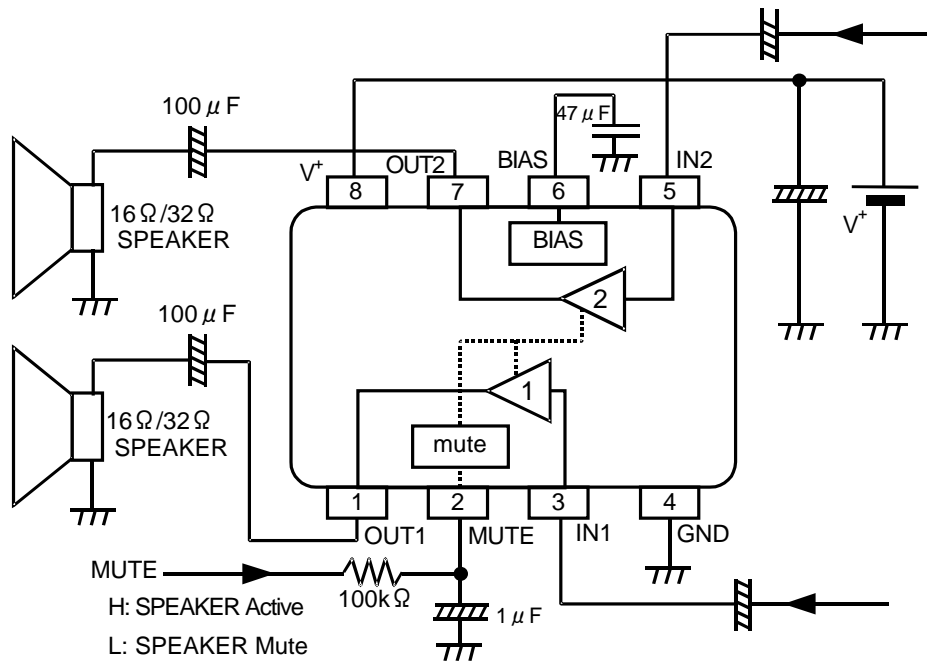 100μF
47μF
V⁺
OUT2
BIAS
IN2
8
7
6
5
16Ω/32Ω
SPEAKER
BIAS
V⁺
2
100μF
1
16Ω/32Ω
SPEAKER
mute
1
2
3
4
OUT1
MUTE
IN1
GND
MUTE
100kΩ
H: SPEAKER Active
1μF
L: SPEAKER Mute